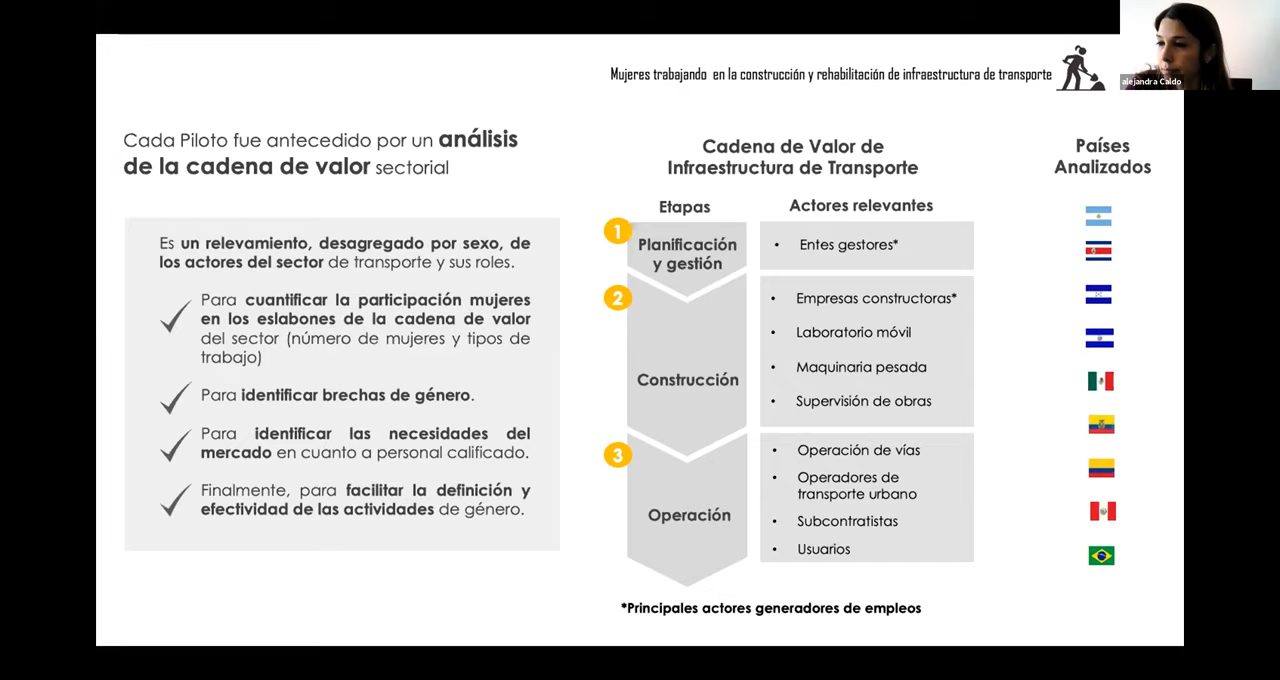 Mujeres trabajando en la construcción y rehabilitación de infraestructura de transporte
alejandra Caldo
Cada Piloto fue antecedido por un análisis
de la cadena de valor sectorial
Es un relevamiento, desagregado por sexo, de
los actores del sector de transporte y sus roles.
Para cuantificar la participación mujeres
en los eslabones de la cadena de valor
del sector (número de mujeres y tipos de
trabajo)
Para identificar brechas de género.
Para identificar las necesidades del
mercado en cuanto a personal calificado.
Finalmente, para facilitar la definición y
efectividad de las actividades de género.
Cadena de Valor de
Infraestructura de Transporte
Etapas
Actores relevantes
1
Planificación
y gestión
• Entes gestores*
2
Construcción
• Empresas constructoras*
• Laboratorio móvil
• Maquinaria pesada
• Supervisión de obras
3
Operación
• Operación de vías
• Operadores de
transporte urbano
• Subcontratistas
• Usuarios
*Principales actores generadores de empleos
Países
Analizados